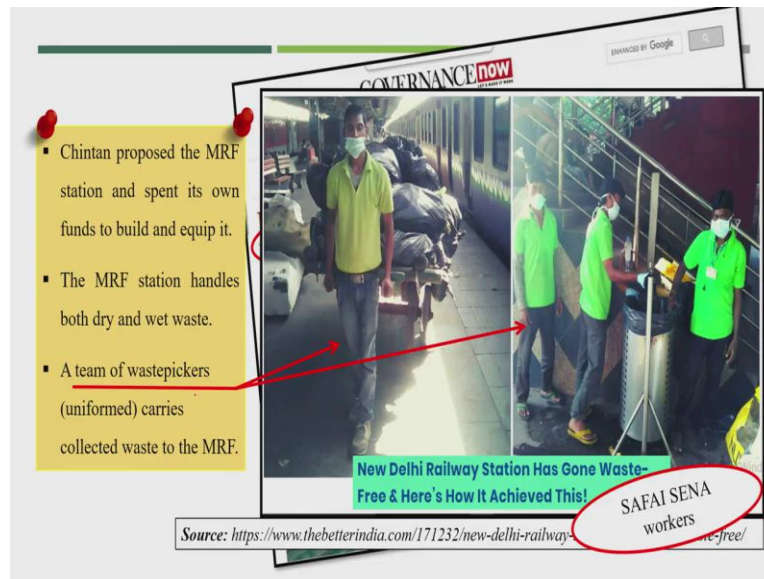 ENHANCED BY Google
GOVERNANCE now
▪ Chintan proposed the MRF
station and spent its own
funds to build and equip it.
▪ The MRF station handles
both dry and wet waste.
▪ A team of wastepickers
(uniformed) carries
collected waste to the MRF.
New Delhi Railway Station Has Gone Waste-
Free & Here's How It Achieved This!
SAFAI SENA
workers
Source: https://www.thebetterindia.com/171232/new-delhi-railway- -free/